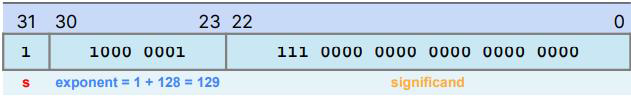 31 30 23 22 0
1 1000 0001 111 0000 0000 0000 0000 0000
s exponent = 1 + 128 = 129 significand